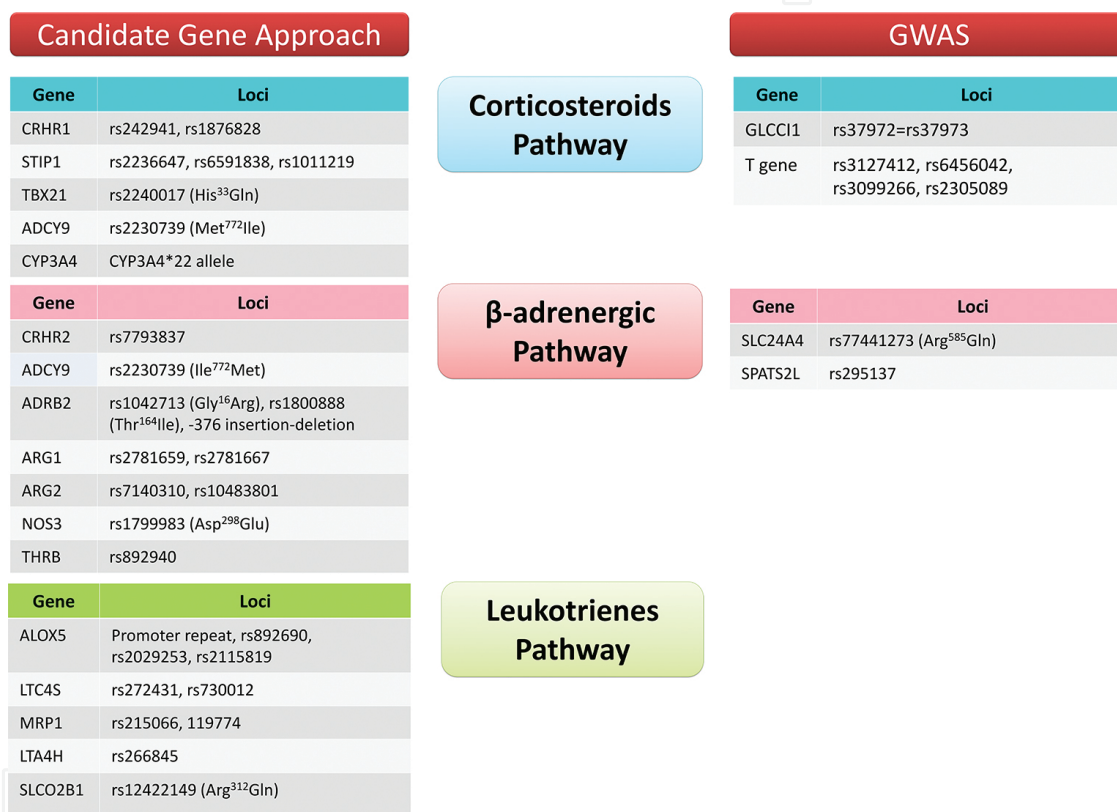 Candidate Gene Approach
GWAS
Corticosteroids
Pathway
Gene Loci
CRHR1 rs242941, rs1876828
STIP1 rs2236647, rs6591838, rs1011219
TBX21 rs2240017 (His³³Gln)
ADCY9 rs2230739 (Met⁷⁷²Ile)
CYP3A4 CYP3A4*22 allele
Gene Loci
GLCCI1 rs37972=rs37973
T gene rs3127412, rs6456042,
rs3099266, rs2305089
β-adrenergic
Pathway
Gene Loci
CRHR2 rs7793837
ADCY9 rs2230739 (Ile⁷⁷²Met)
ADRB2 rs1042713 (Gly¹⁶Arg), rs1800888
(Thr¹⁶⁴Ile), -376 insertion-deletion
ARG1 rs2781659, rs2781667
ARG2 rs7140310, rs10483801
NOS3 rs1799983 (Asp²⁹⁸Glu)
THRB rs892940
Gene Loci
SLC24A4 rs77441273 (Arg⁵⁸⁵Gln)
SPATS2L rs295137
Leukotrienes
Pathway
Gene Loci
ALOX5 Promoter repeat, rs892690,
rs2029253, rs2115819
LTC4S rs272431, rs730012
MRP1 rs215066, 119774
LTA4H rs266845
SLCO2B1 rs12422149 (Arg³¹²Gln)